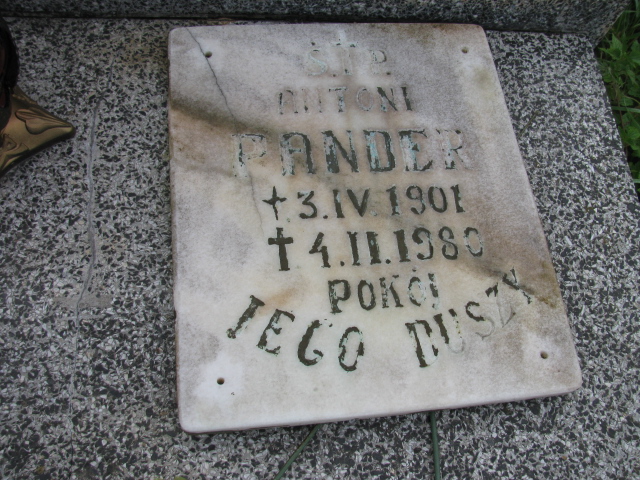 Ś.†P.
ANTONI
PANDER
✝3.IV.1901
✝4.II.1980
POKÓJ
JEGO DUSZY